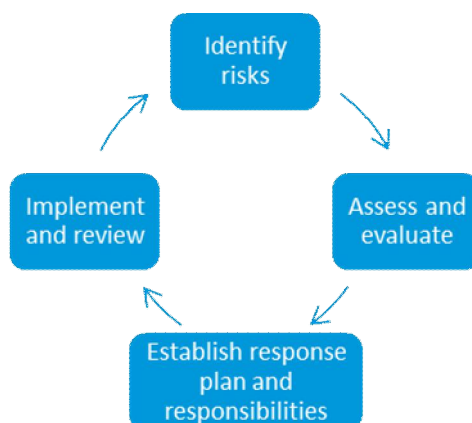 Identify
risks
Assess and
evaluate
Establish response
plan and
responsibilities
Implement
and review